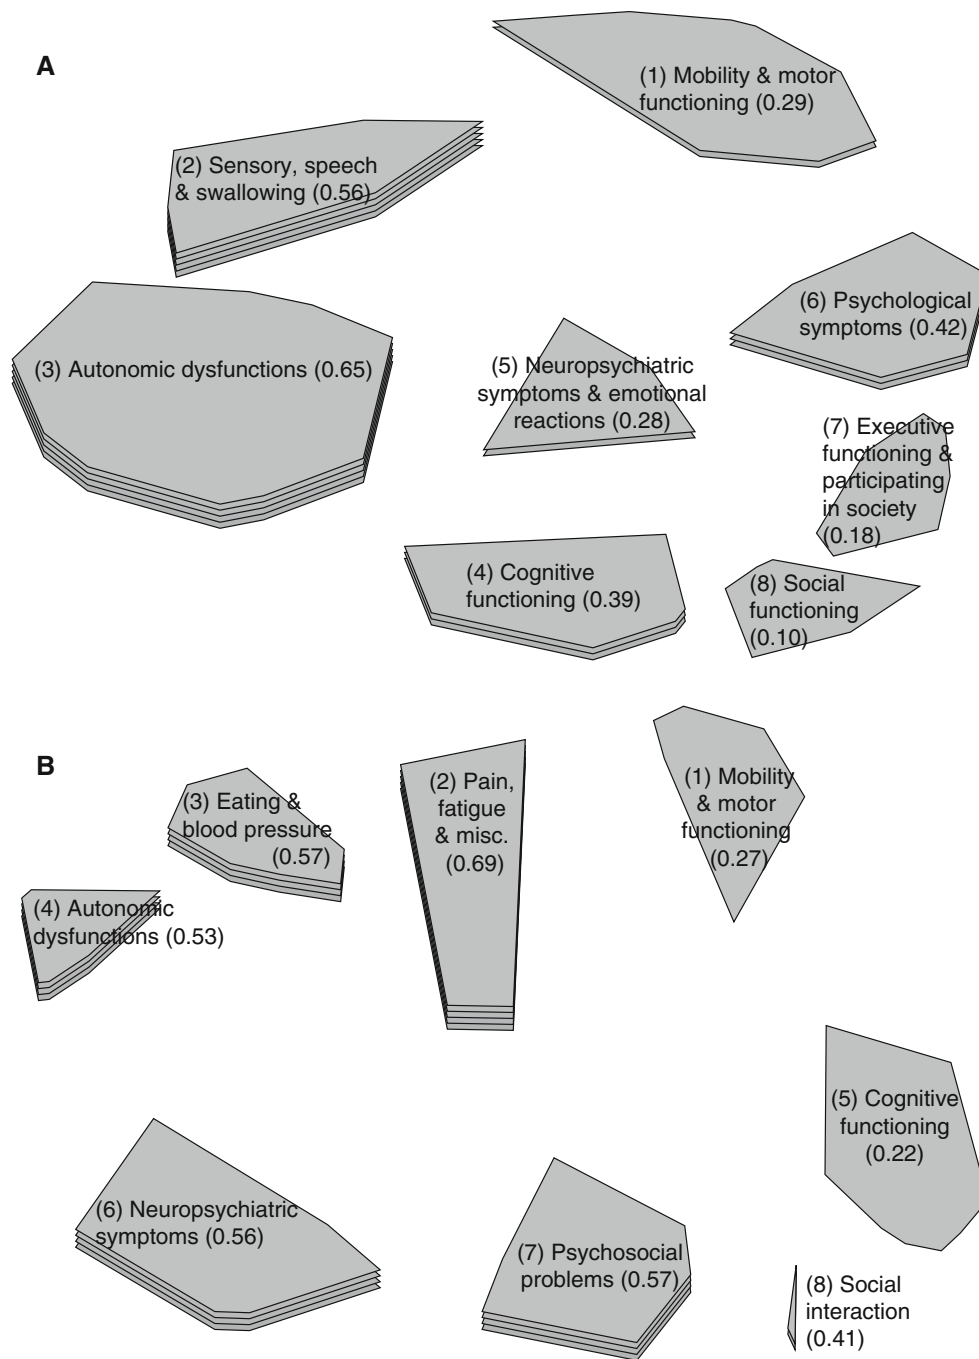 A
(1) Mobility & motor
functioning (0.29)
(2) Sensory, speech
& swallowing (0.56)
(3) Autonomic dysfunctions (0.65)
(6) Psychological
symptoms (0.42)
(5) Neuropsychiatric
symptoms & emotional
reactions (0.28)
(7) Executive
functioning &
participating
in society
(0.18)
(4) Cognitive
functioning (0.39)
(8) Social
functioning
(0.10)
B
(3) Eating &
blood pressure
(0.57)
(2) Pain,
fatigue
& misc.
(0.69)
(1) Mobility
& motor
functioning
(0.27)
(4) Autonomic
dysfunctions (0.53)
(5) Cognitive
functioning
(0.22)
(6) Neuropsychiatric
symptoms (0.56)
(7) Psychosocial
problems (0.57)
(8) Social
interaction
(0.41)